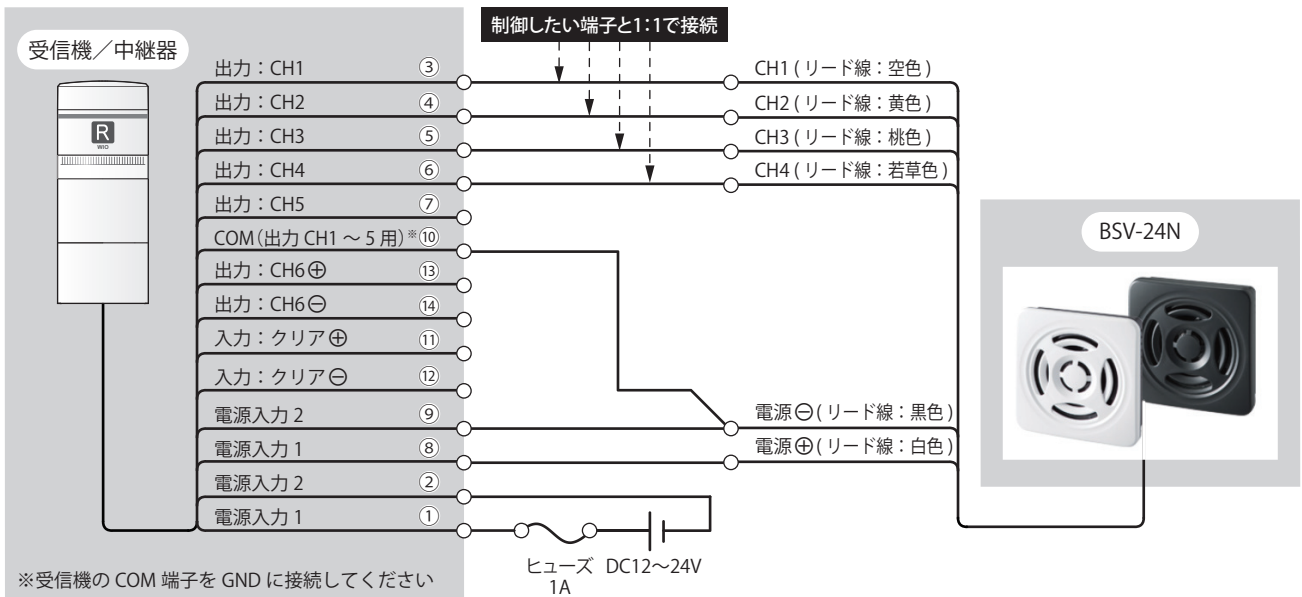 制御したい端子と1：1で接続
受信機／中継器
R
WIO
出力：CH1 ③
出力：CH2 ④
出力：CH3 ⑤
出力：CH4 ⑥
出力：CH5 ⑦
COM（出力 CH1 ～ 5 用）※⑩
出力：CH6⊕ ⑬
出力：CH6⊖ ⑭
入力：クリア⊕ ⑪
入力：クリア⊖ ⑫
電源入力 2 ⑨
電源入力 1 ⑧
電源入力 2 ②
電源入力 1 ①
※受信機の COM 端子を GND に接続してください
CH1 ( リード線：空色 )
CH2 ( リード線：黄色 )
CH3 ( リード線：桃色 )
CH4 ( リード線：若草色 )
電源⊖( リード線：黒色 )
電源⊕( リード線：白色 )
ヒューズ DC12～24V
1A
BSV-24N